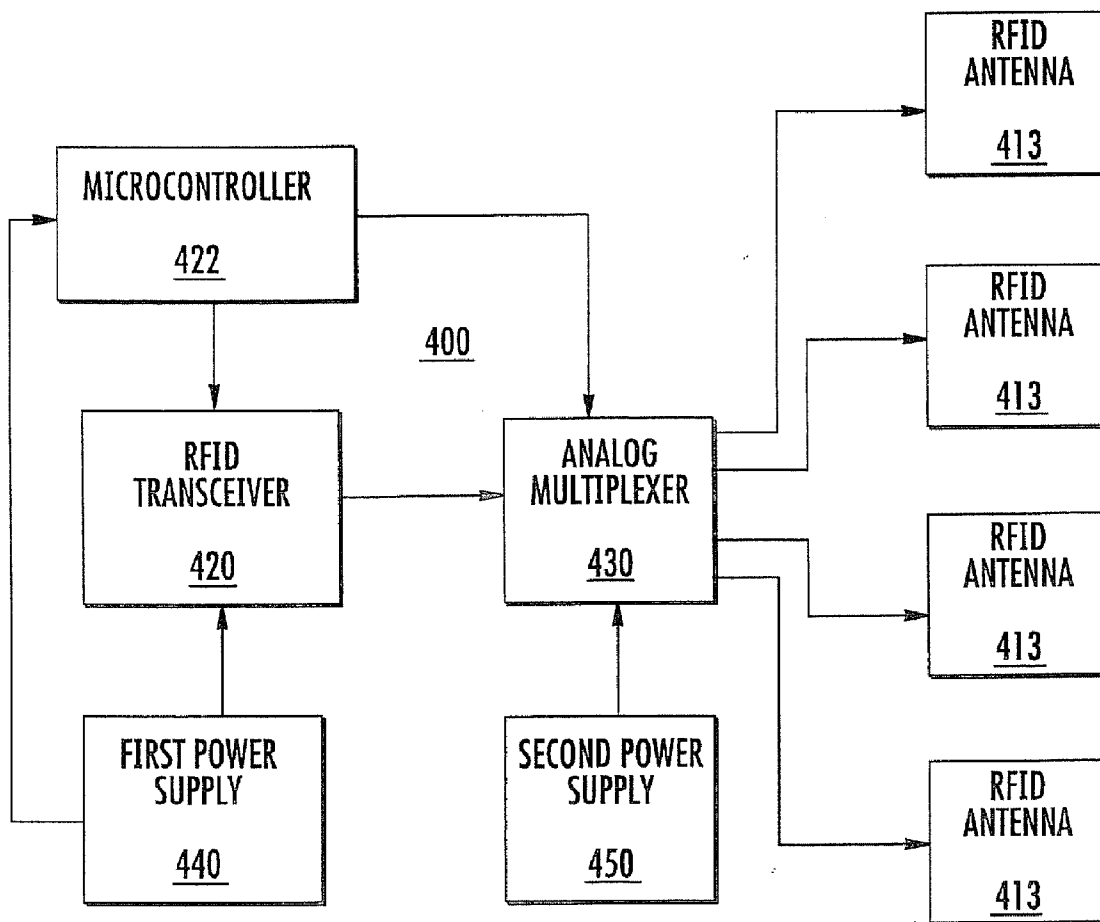 RFID
ANTENNA
413
MICROCONTROLLER
422
RFID
ANTENNA
413
400
RFID
TRANSCEIVER
420
ANALOG
MULTIPLEXER
430
RFID
ANTENNA
413
FIRST POWER
SUPPLY
440
SECOND POWER
SUPPLY
450
RFID
ANTENNA
413